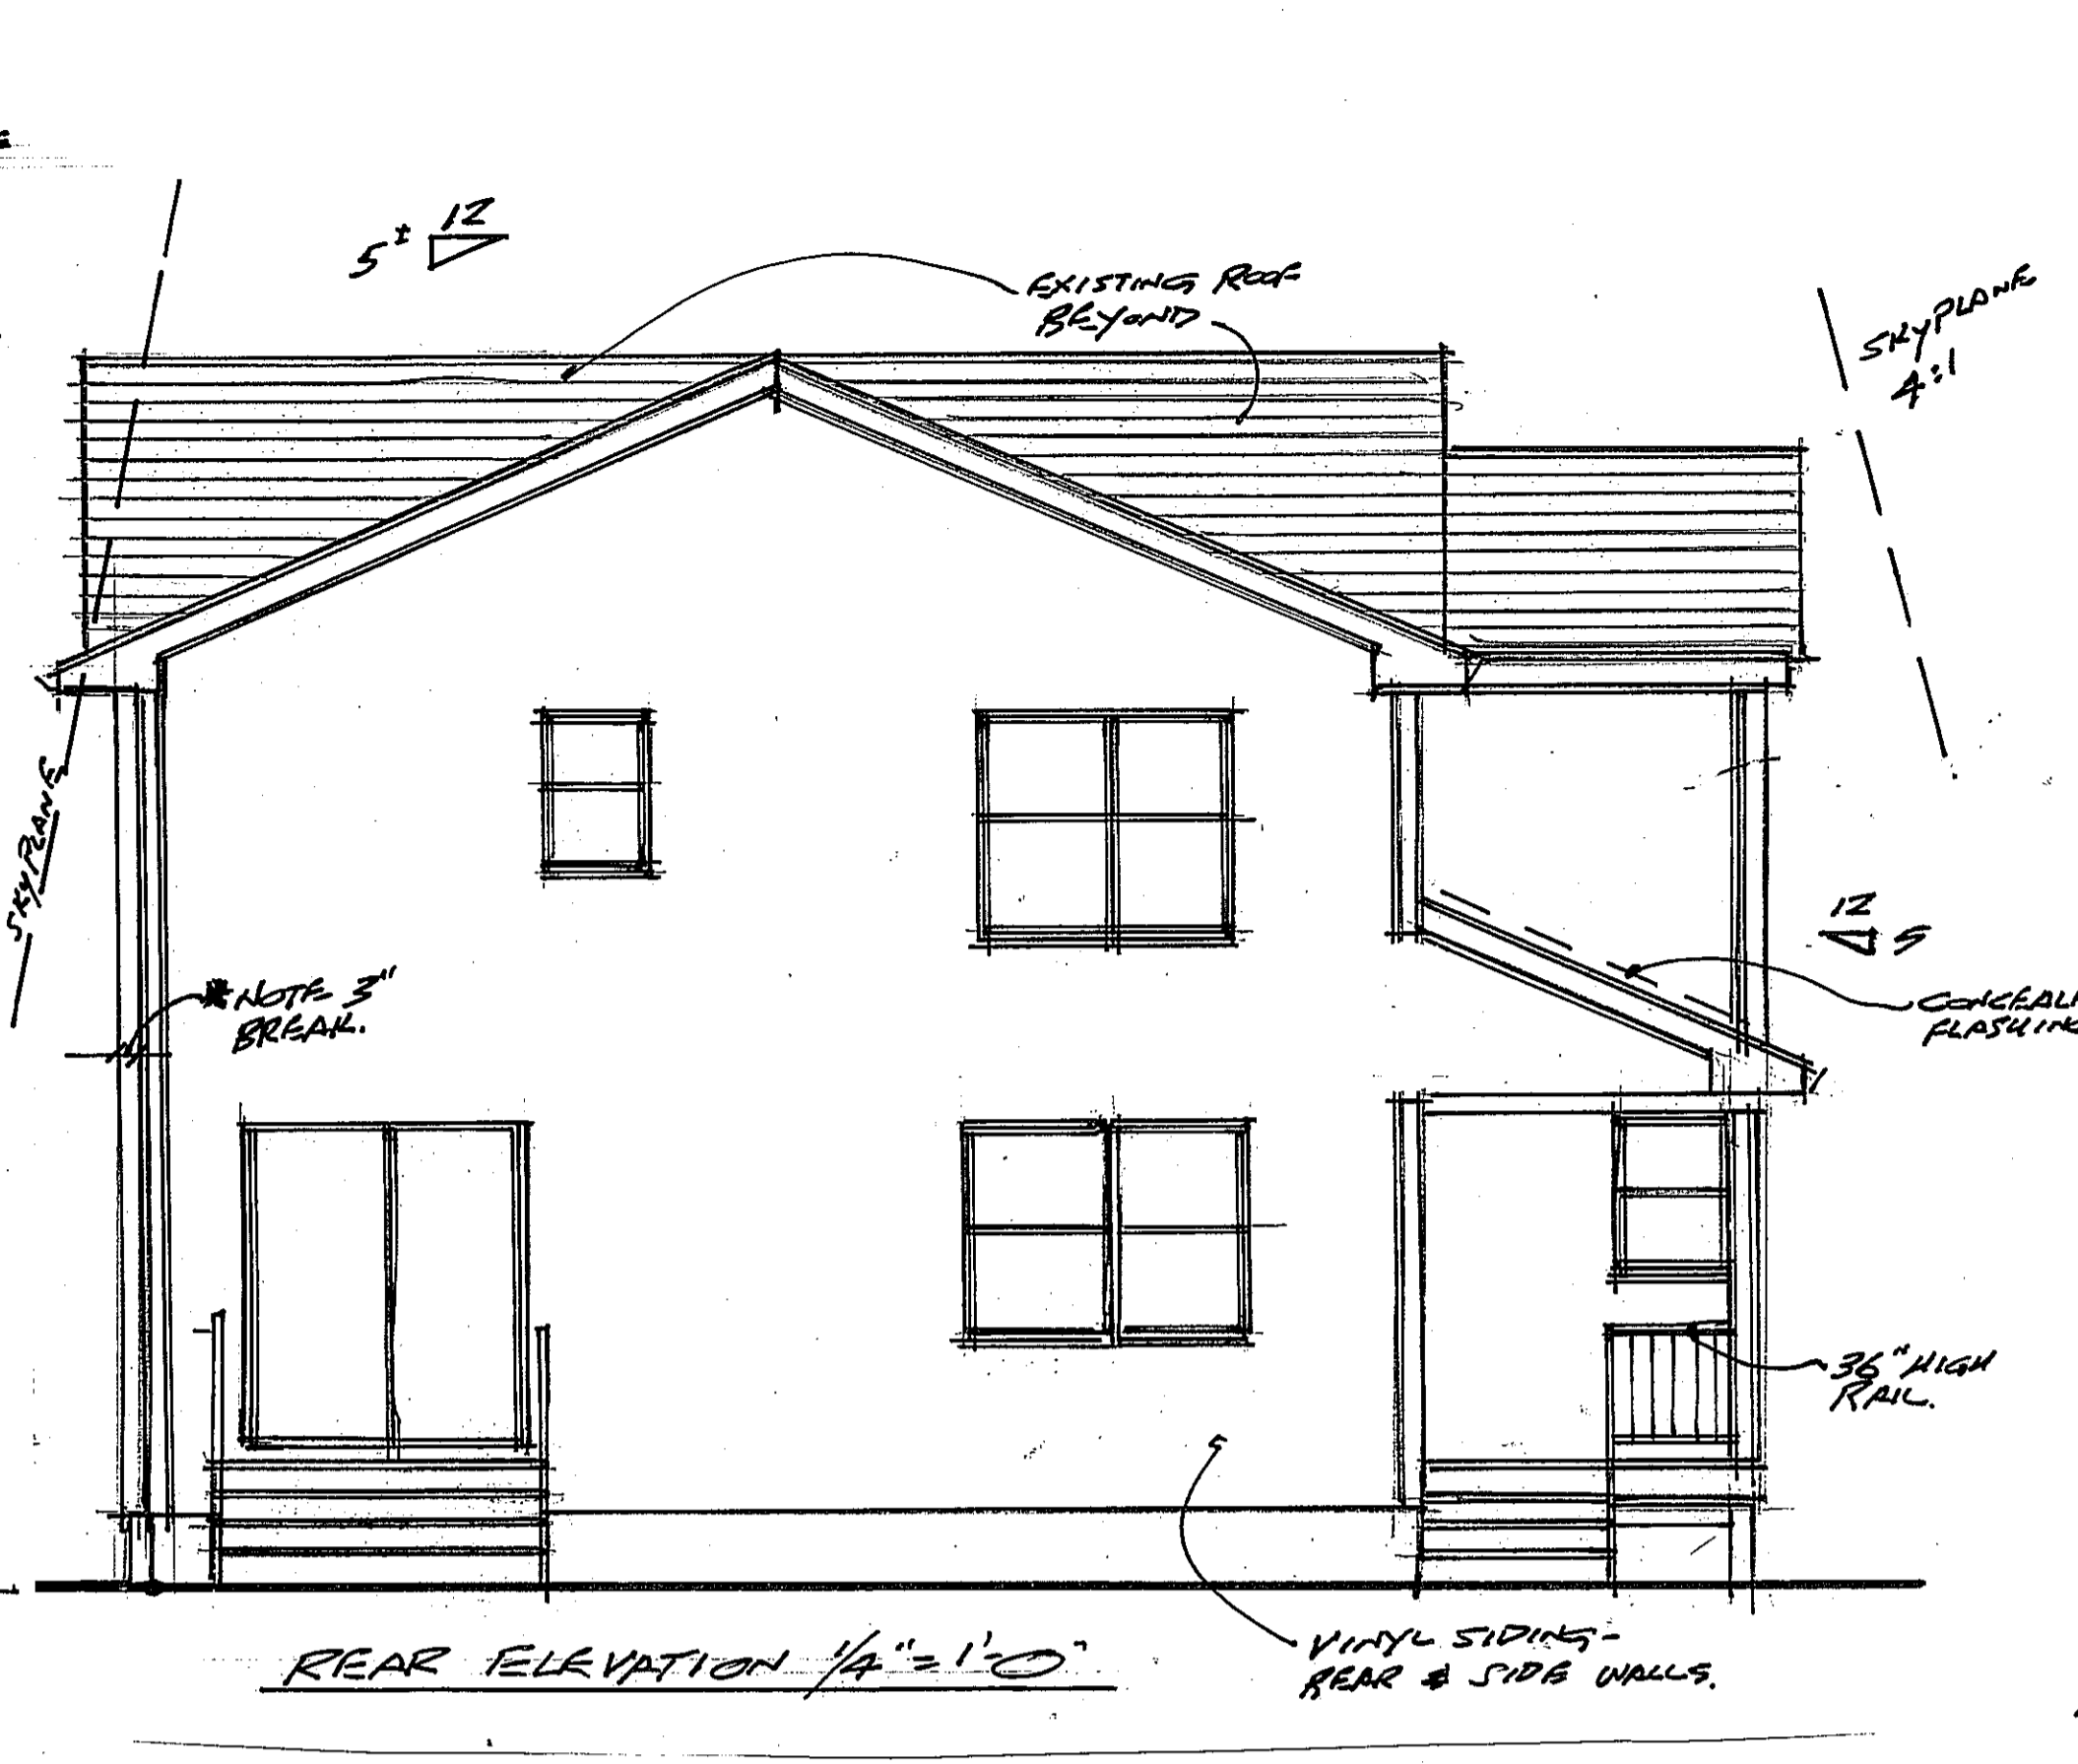 12
5±
EXISTING ROOF
BEYOND
SKYPLANE
4:1
SKYPLANE
12
5
*NOTE 3"
BREAK.
36" HIGH
RAIL.
REAR ELEVATION 1/4"=1'-0"
VINYL SIDING-
REAR & SIDE WALLS.